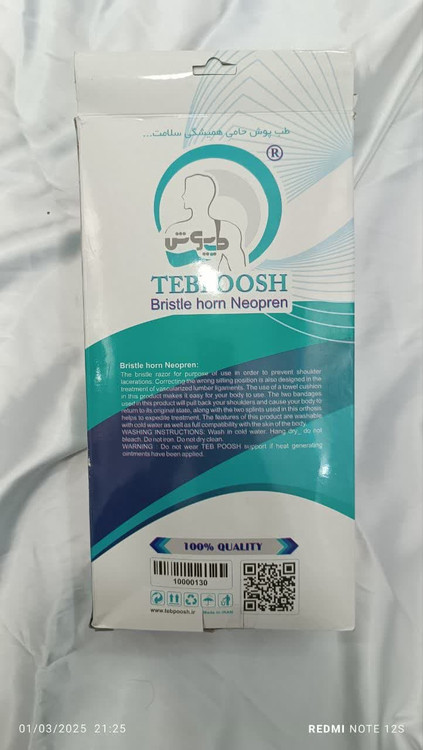 طب پوش حامی همیشگی سلامت....
®
طب پوش
TEBPOOSH
Bristle horn Neopren
Bristle horn Neopren:
The bristle razor for purpose of use in order to prevent shoulder
lacerations. Correcting the wrong sitting position is also designed in the
treatment of vascularized lumber ligaments. The use of a towel cushion
in this product makes it easy for your body to use. The two bandages
used in this product will pull back your shoulders and cause your body to
return to its original state, along with the two splints used in this orthosis
helps to expedite treatment. The features of this product are washable
with cold water as well as full compatibility with the skin of the body.
WASHING INSTRUCTIONS: Wash in cold water. Hang dry, do not
bleach. Do not iron. Do not dry clean.
WARNING: Do not wear TEB POOSH support if heat generating
ointments have been applied.
100% QUALITY
10000130
www.tebpoosh.ir Made in IRAN
01/03/2025 21:25
REDMI NOTE 12S